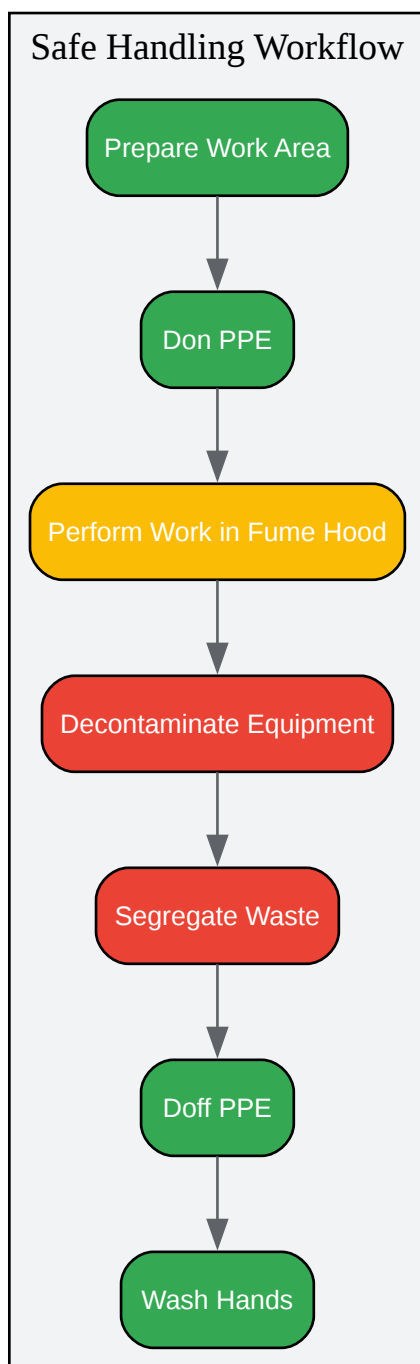 Safe Handling Workflow
Prepare Work Area
Don PPE
Perform Work in Fume Hood
Decontaminate Equipment
Segregate Waste
Doff PPE
Wash Hands